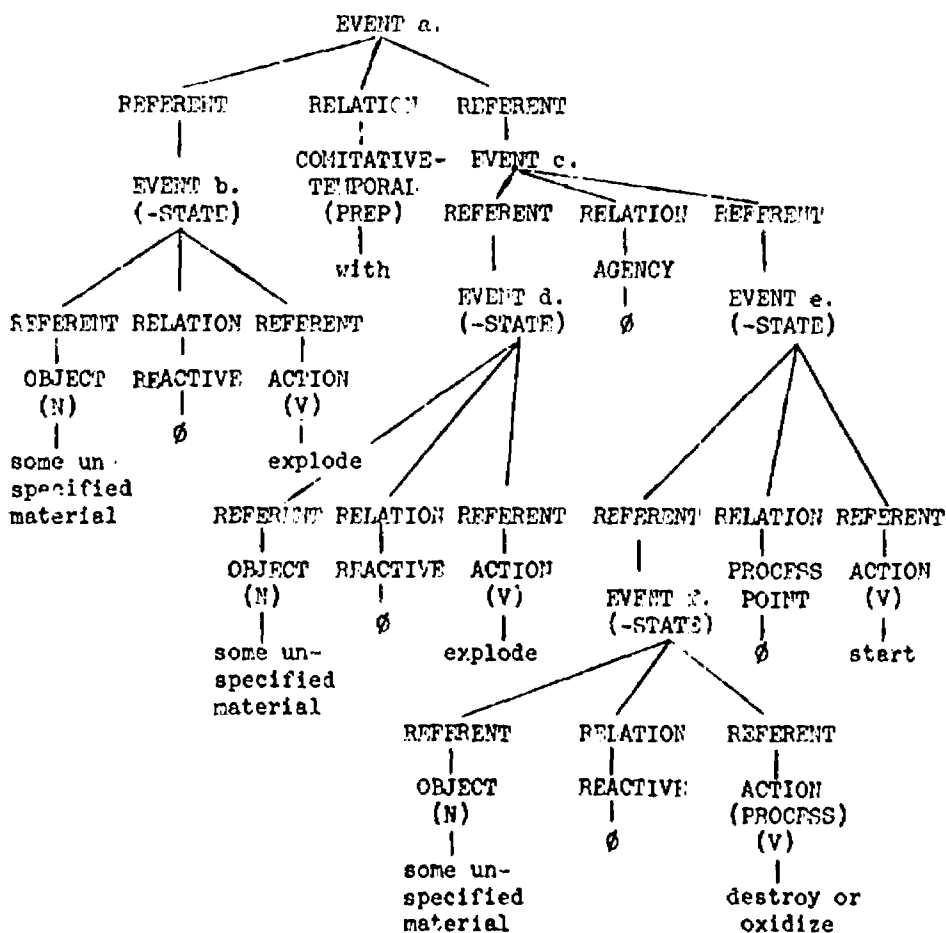 EVENT a.
REFERENT RELATION REFERENT
COMITATIVE- EVENT c.
TEMPORAL
EVENT b. (PREP) REFERENT RELATION REFERENT
(-STATE)
with AGENCY
EVENT d. Ø EVENT e.
(-STATE) (-STATE)
REFERENT RELATION REFERENT
OBJECT REACTIVE ACTION
(N) Ø (V)
some un- explode
specified
material
REFERENT RELATION REFERENT REFERENT RELATION REFERENT
OBJECT REACTIVE ACTION PROCESS ACTION
(N) Ø (V) EVENT f. POINT (V)
(-STATE) Ø
some un- explode start
specified
material
REFERENT RELATION REFERENT
OBJECT REACTIVE ACTION
(N) Ø (PROCESS)
(V)
some un- destroy or
specified oxidize
material